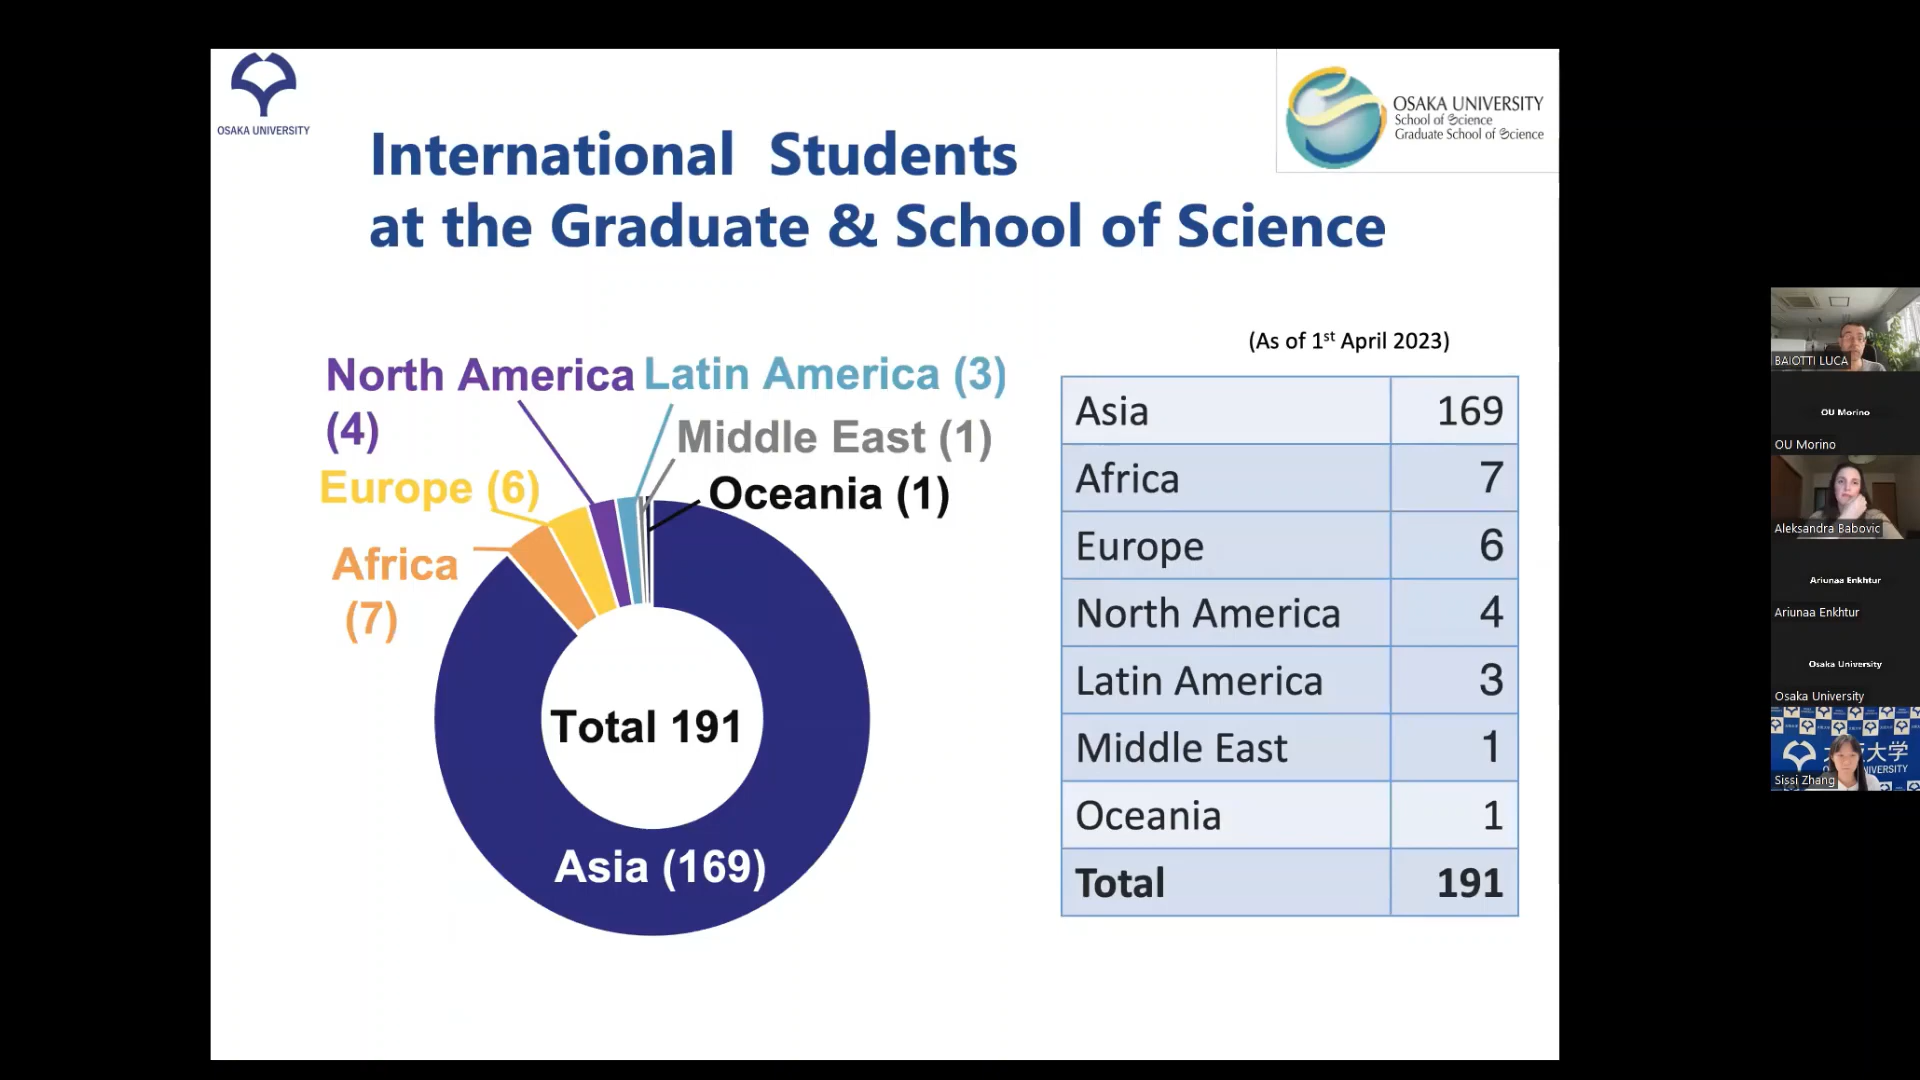 OSAKA UNIVERSITY
OSAKA UNIVERSITY
School of Science
Graduate School of Science
International Students
at the Graduate & School of Science
(As of 1st April 2023)
North America
(4)
Latin America (3)
Middle East (1)
Oceania (1)
Europe (6)
Africa
(7)
Total 191
Asia (169)
Asia 169
Africa 7
Europe 6
North America 4
Latin America 3
Middle East 1
Oceania 1
Total 191
BAIOTTI LUCA
OU Morino
OU Morino
Aleksandra Babovic
Ariunaa Enkhtur
Ariunaa Enkhtur
Osaka University
Osaka University
Sissi Zhang